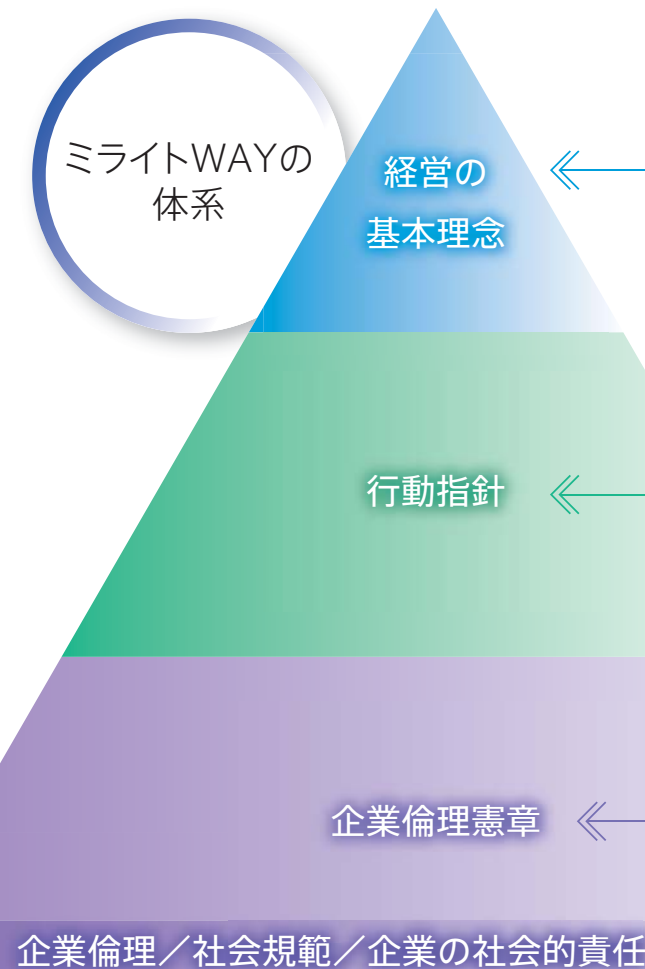 ミライトWAYの
体系
経営の
基本理念
行動指針
企業倫理憲章
企業倫理／社会規範／企業の社会的責任